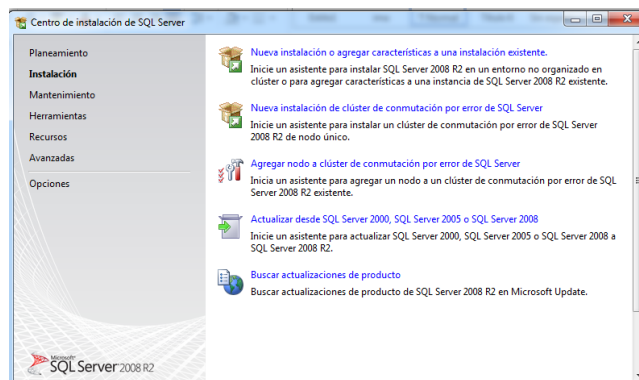 Centro de instalación de SQL Server
Planeamiento
Instalación
Mantenimiento
Herramientas
Recursos
Avanzadas
Opciones
Nueva instalación o agregar características a una instalación existente.
Inicie un asistente para instalar SQL Server 2008 R2 en un entorno no organizado en
clúster o para agregar características a una instancia de SQL Server 2008 R2 existente.
Nueva instalación de clúster de conmutación por error de SQL Server
Inicie un asistente para instalar un clúster de conmutación por error de SQL Server
2008 R2 de nodo único.
Agregar nodo a clúster de conmutación por error de SQL Server
Inicia un asistente para agregar un nodo a un clúster de conmutación por error de SQL
Server 2008 R2 existente.
Actualizar desde SQL Server 2000, SQL Server 2005 o SQL Server 2008
Inicie un asistente para actualizar SQL Server 2000, SQL Server 2005 o SQL Server 2008 a
SQL Server 2008 R2.
Buscar actualizaciones de producto
Buscar actualizaciones de producto de SQL Server 2008 R2 en Microsoft Update.
Microsoft
SQL Server 2008 R2